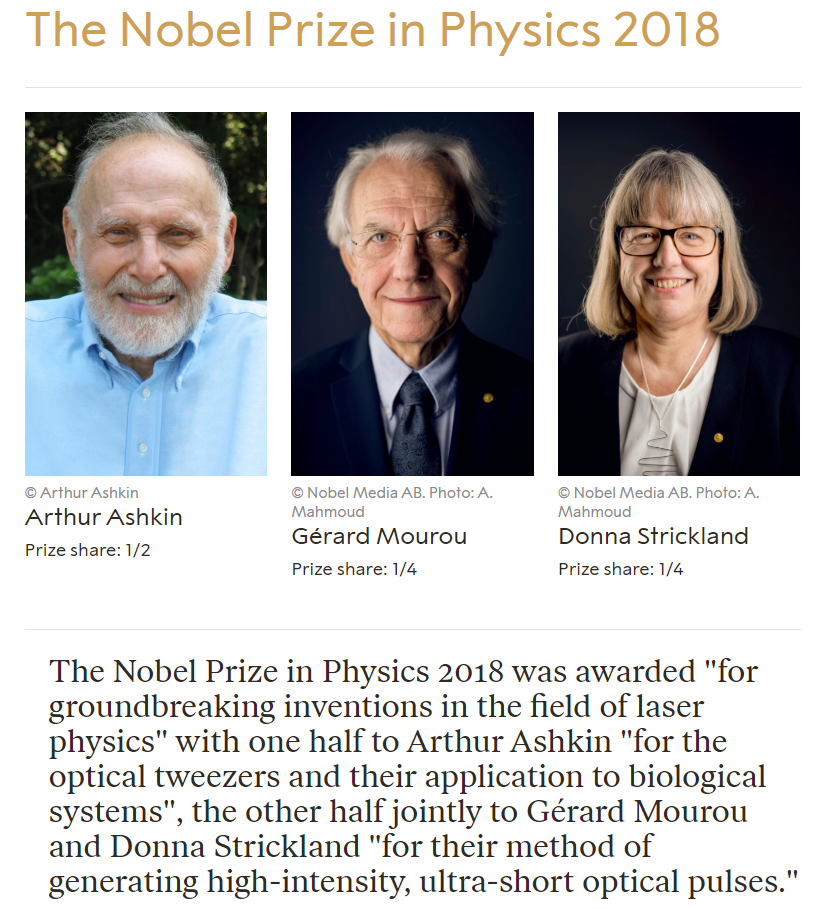 The Nobel Prize in Physics 2018
© Arthur Ashkin
Arthur Ashkin
Prize share: 1/2
© Nobel Media AB. Photo: A.
Mahmoud
Gérard Mourou
Prize share: 1/4
© Nobel Media AB. Photo: A.
Mahmoud
Donna Strickland
Prize share: 1/4
The Nobel Prize in Physics 2018 was awarded "for
groundbreaking inventions in the field of laser
physics" with one half to Arthur Ashkin "for the
optical tweezers and their application to biological
systems", the other half jointly to Gérard Mourou
and Donna Strickland "for their method of
generating high-intensity, ultra-short optical pulses."